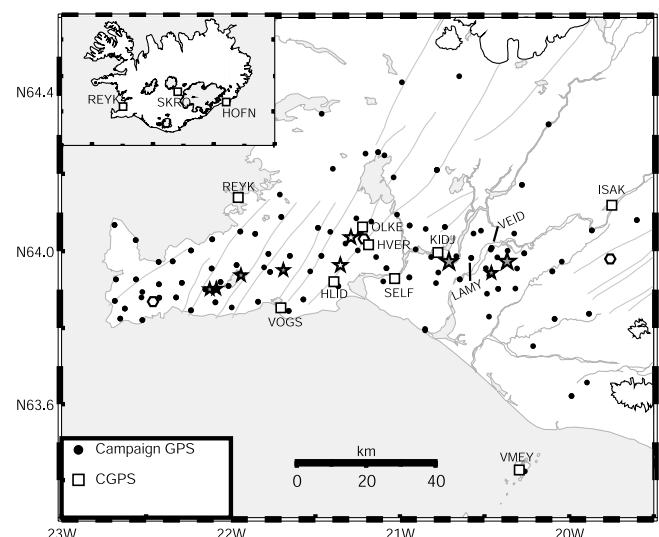 REYK
SKR
HOFN
N64.4
ISAK
REYK
OLKE
VEID
HVER
KIDJ
N64.0
LAMY
HLID
SELF
VOGS
N63.6
Campaign GPS
km
VMEY
CGPS
0 20 40
23W 22W 21W 20W